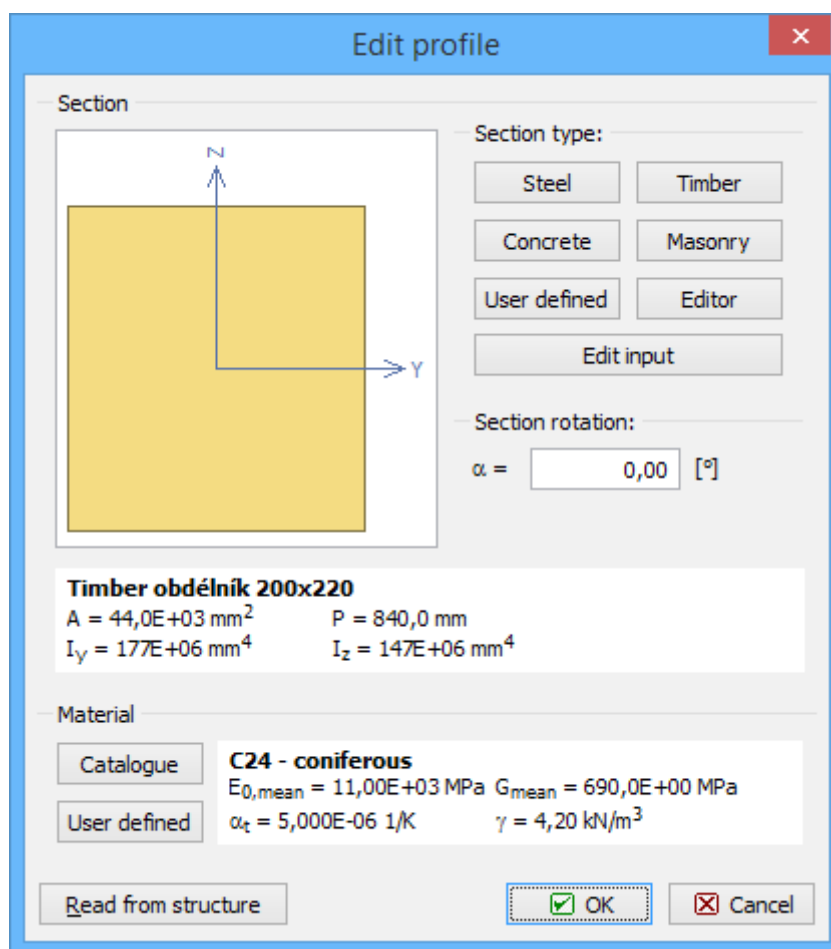 Edit profile
Section
Z
Y
Section type:
Steel
Timber
Concrete
Masonry
User defined
Editor
Edit input
Section rotation:
α = 0,00 [°]
Timber obdélník 200x220
A = 44,0E+03 mm² P = 840,0 mm
Iy = 177E+06 mm⁴ Iz = 147E+06 mm⁴
Material
Catalogue
User defined
C24 - coniferous
E0,mean = 11,00E+03 MPa Gmean = 690,0E+00 MPa
αt = 5,000E-06 1/K γ = 4,20 kN/m³
Read from structure
OK
Cancel